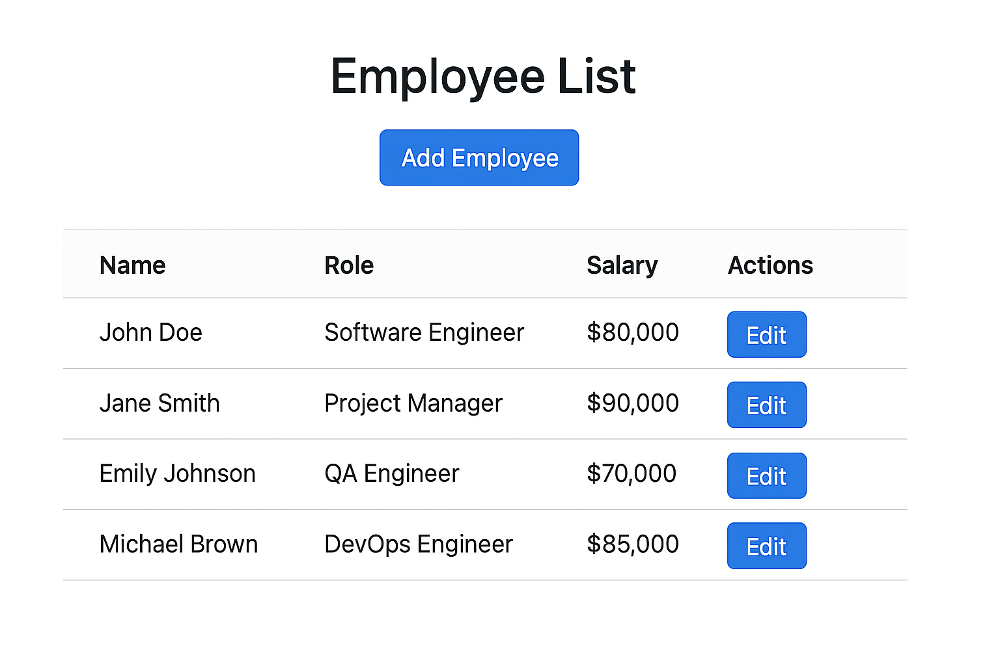 Employee List
Add Employee
Name Role Salary Actions
John Doe Software Engineer $80,000 Edit
Jane Smith Project Manager $90,000 Edit
Emily Johnson QA Engineer $70,000 Edit
Michael Brown DevOps Engineer $85,000 Edit